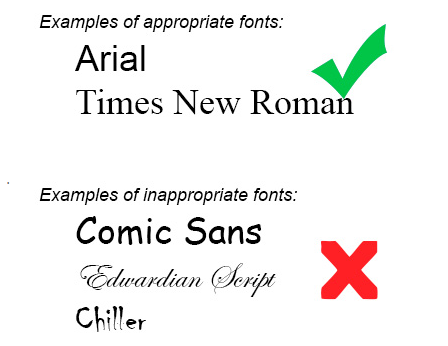 Examples of appropriate fonts:
Arial
Times New Roman
Examples of inappropriate fonts:
Comic Sans
Edwardian Script
Chiller